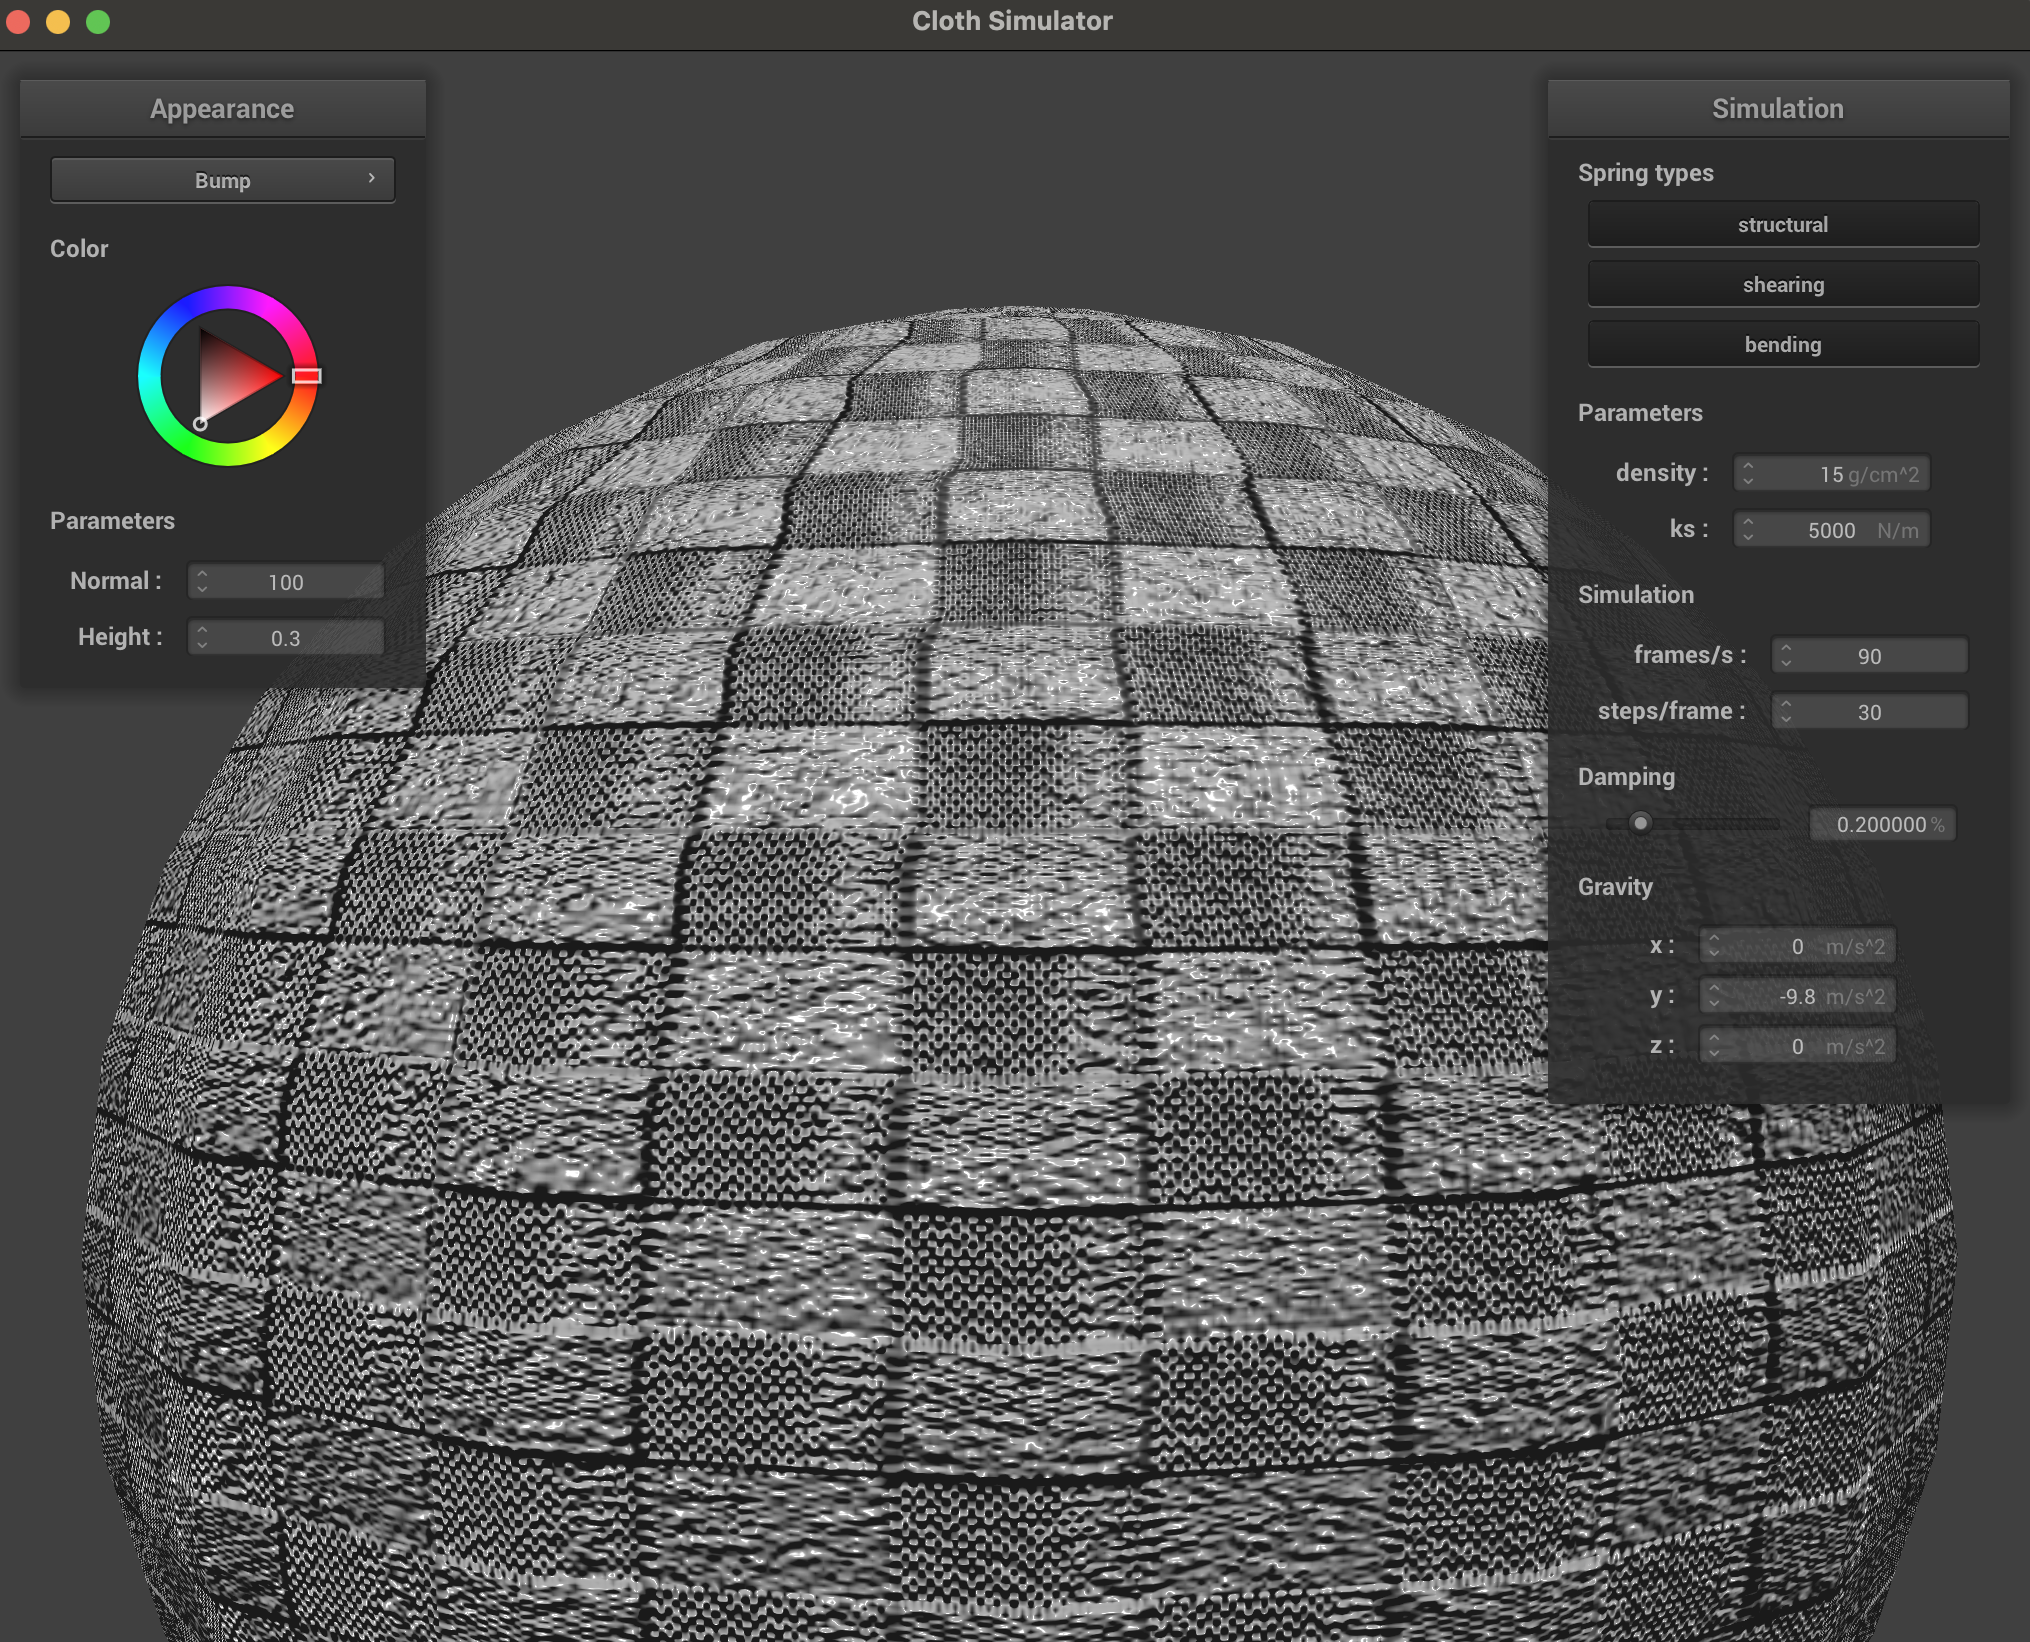 Cloth Simulator
Appearance
Bump
Color
Parameters
Normal : 100
Height : 0.3
Simulation
Spring types
structural
shearing
bending
Parameters
density : 15 g/cm^2
ks : 5000 N/m
Simulation
frames/s : 90
steps/frame : 30
Damping
0.200000 %
Gravity
x : 0 m/s^2
y : -9.8 m/s^2
z : 0 m/s^2